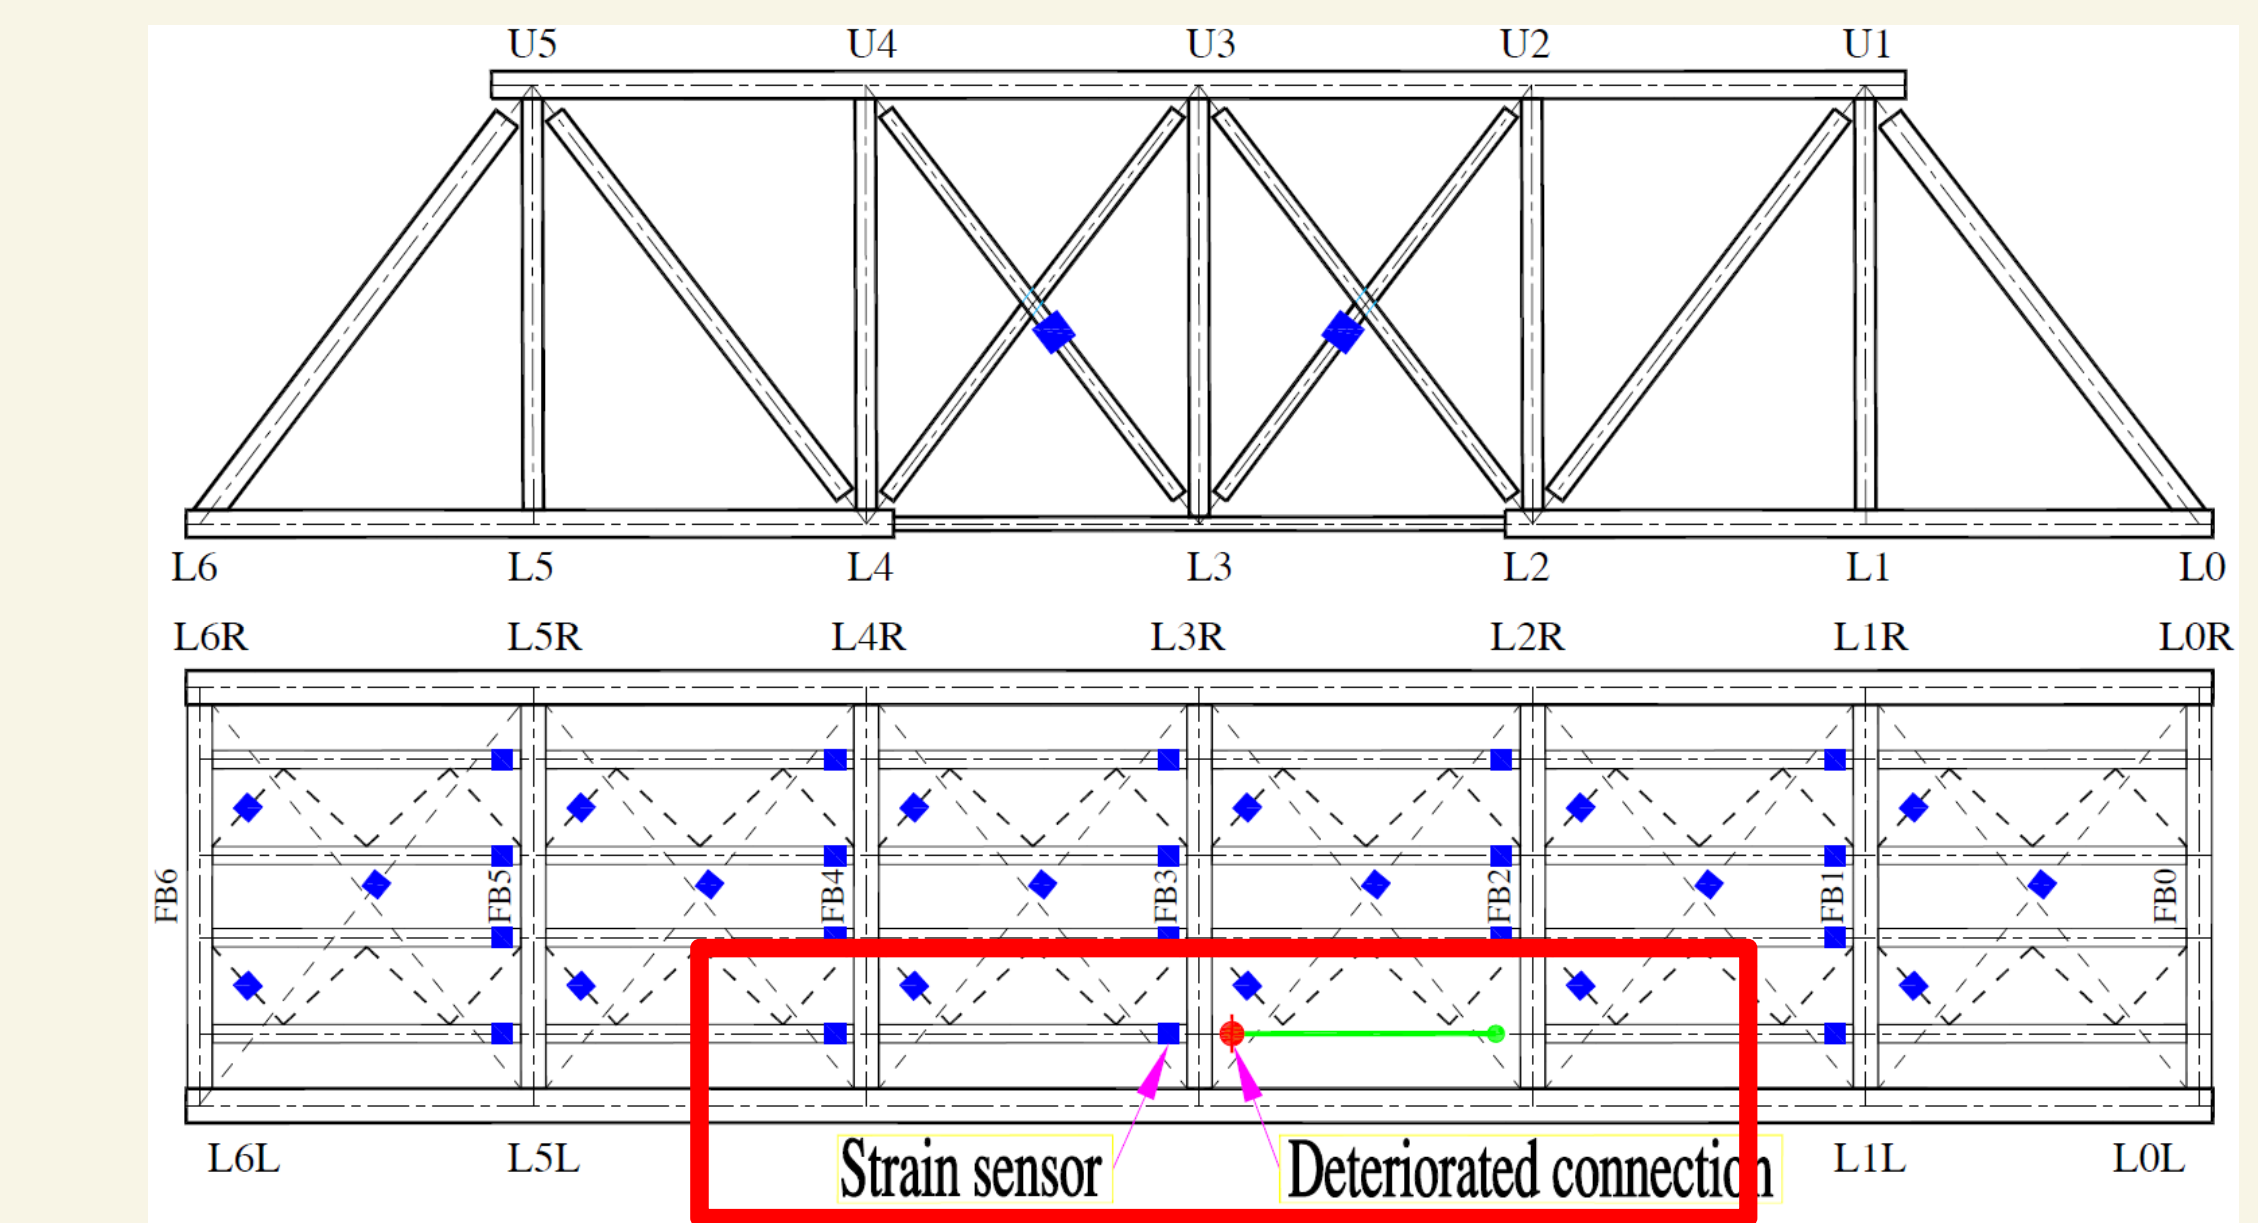 U5 U4 U3 U2 U1
L6 L5 L4 L3 L2 L1 L0
L6R L5R L4R L3R L2R L1R L0R
FB6 FB5 FB4 FB3 FB2 FB1 FB0
Strain sensor Deteriorated connection
L6L L5L L1L L0L